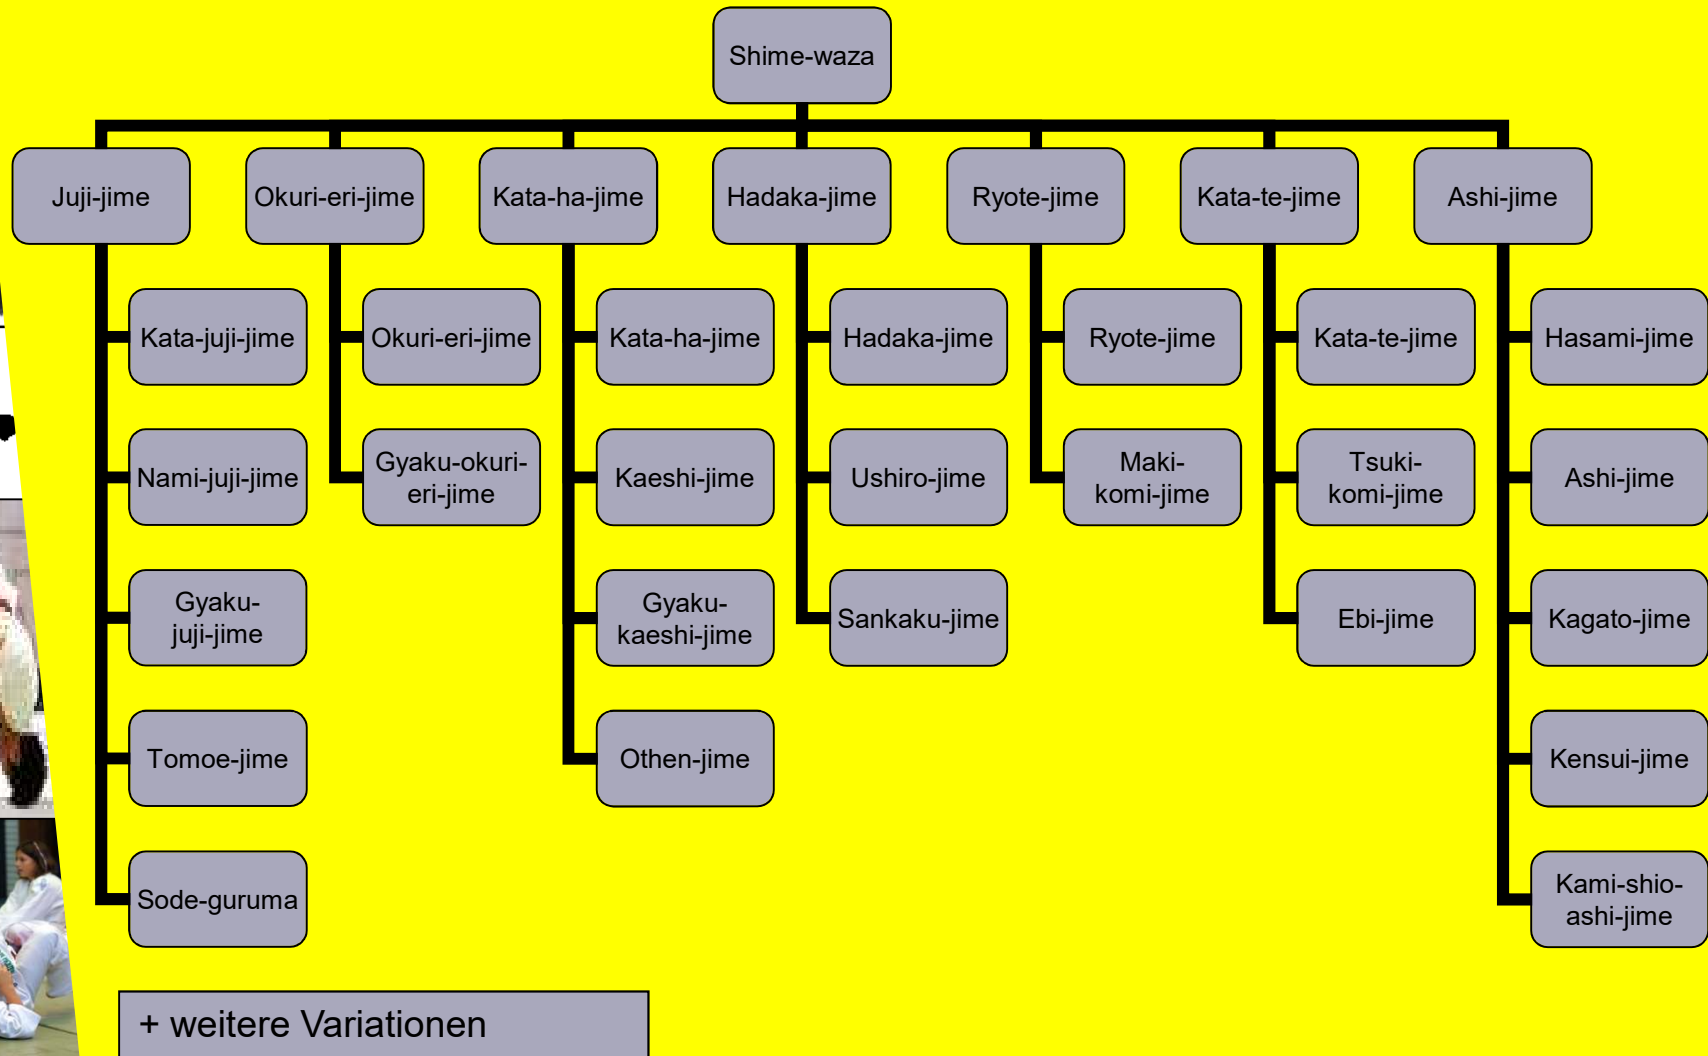 Shime-waza
Juji-jime
Okuri-eri-jime
Kata-ha-jime
Hadaka-jime
Ryote-jime
Kata-te-jime
Ashi-jime
Kata-juji-jime
Nami-juji-jime
Gyaku-
juji-jime
Tomoe-jime
Sode-guruma
Okuri-eri-jime
Gyaku-okuri-
eri-jime
Kata-ha-jime
Kaeshi-jime
Gyaku-
kaeshi-jime
Othen-jime
Hadaka-jime
Ushiro-jime
Sankaku-jime
Ryote-jime
Maki-
komi-jime
Kata-te-jime
Tsuki-
komi-jime
Ebi-jime
Hasami-jime
Ashi-jime
Kagato-jime
Kensui-jime
Kami-shio-
ashi-jime
+ weitere Variationen